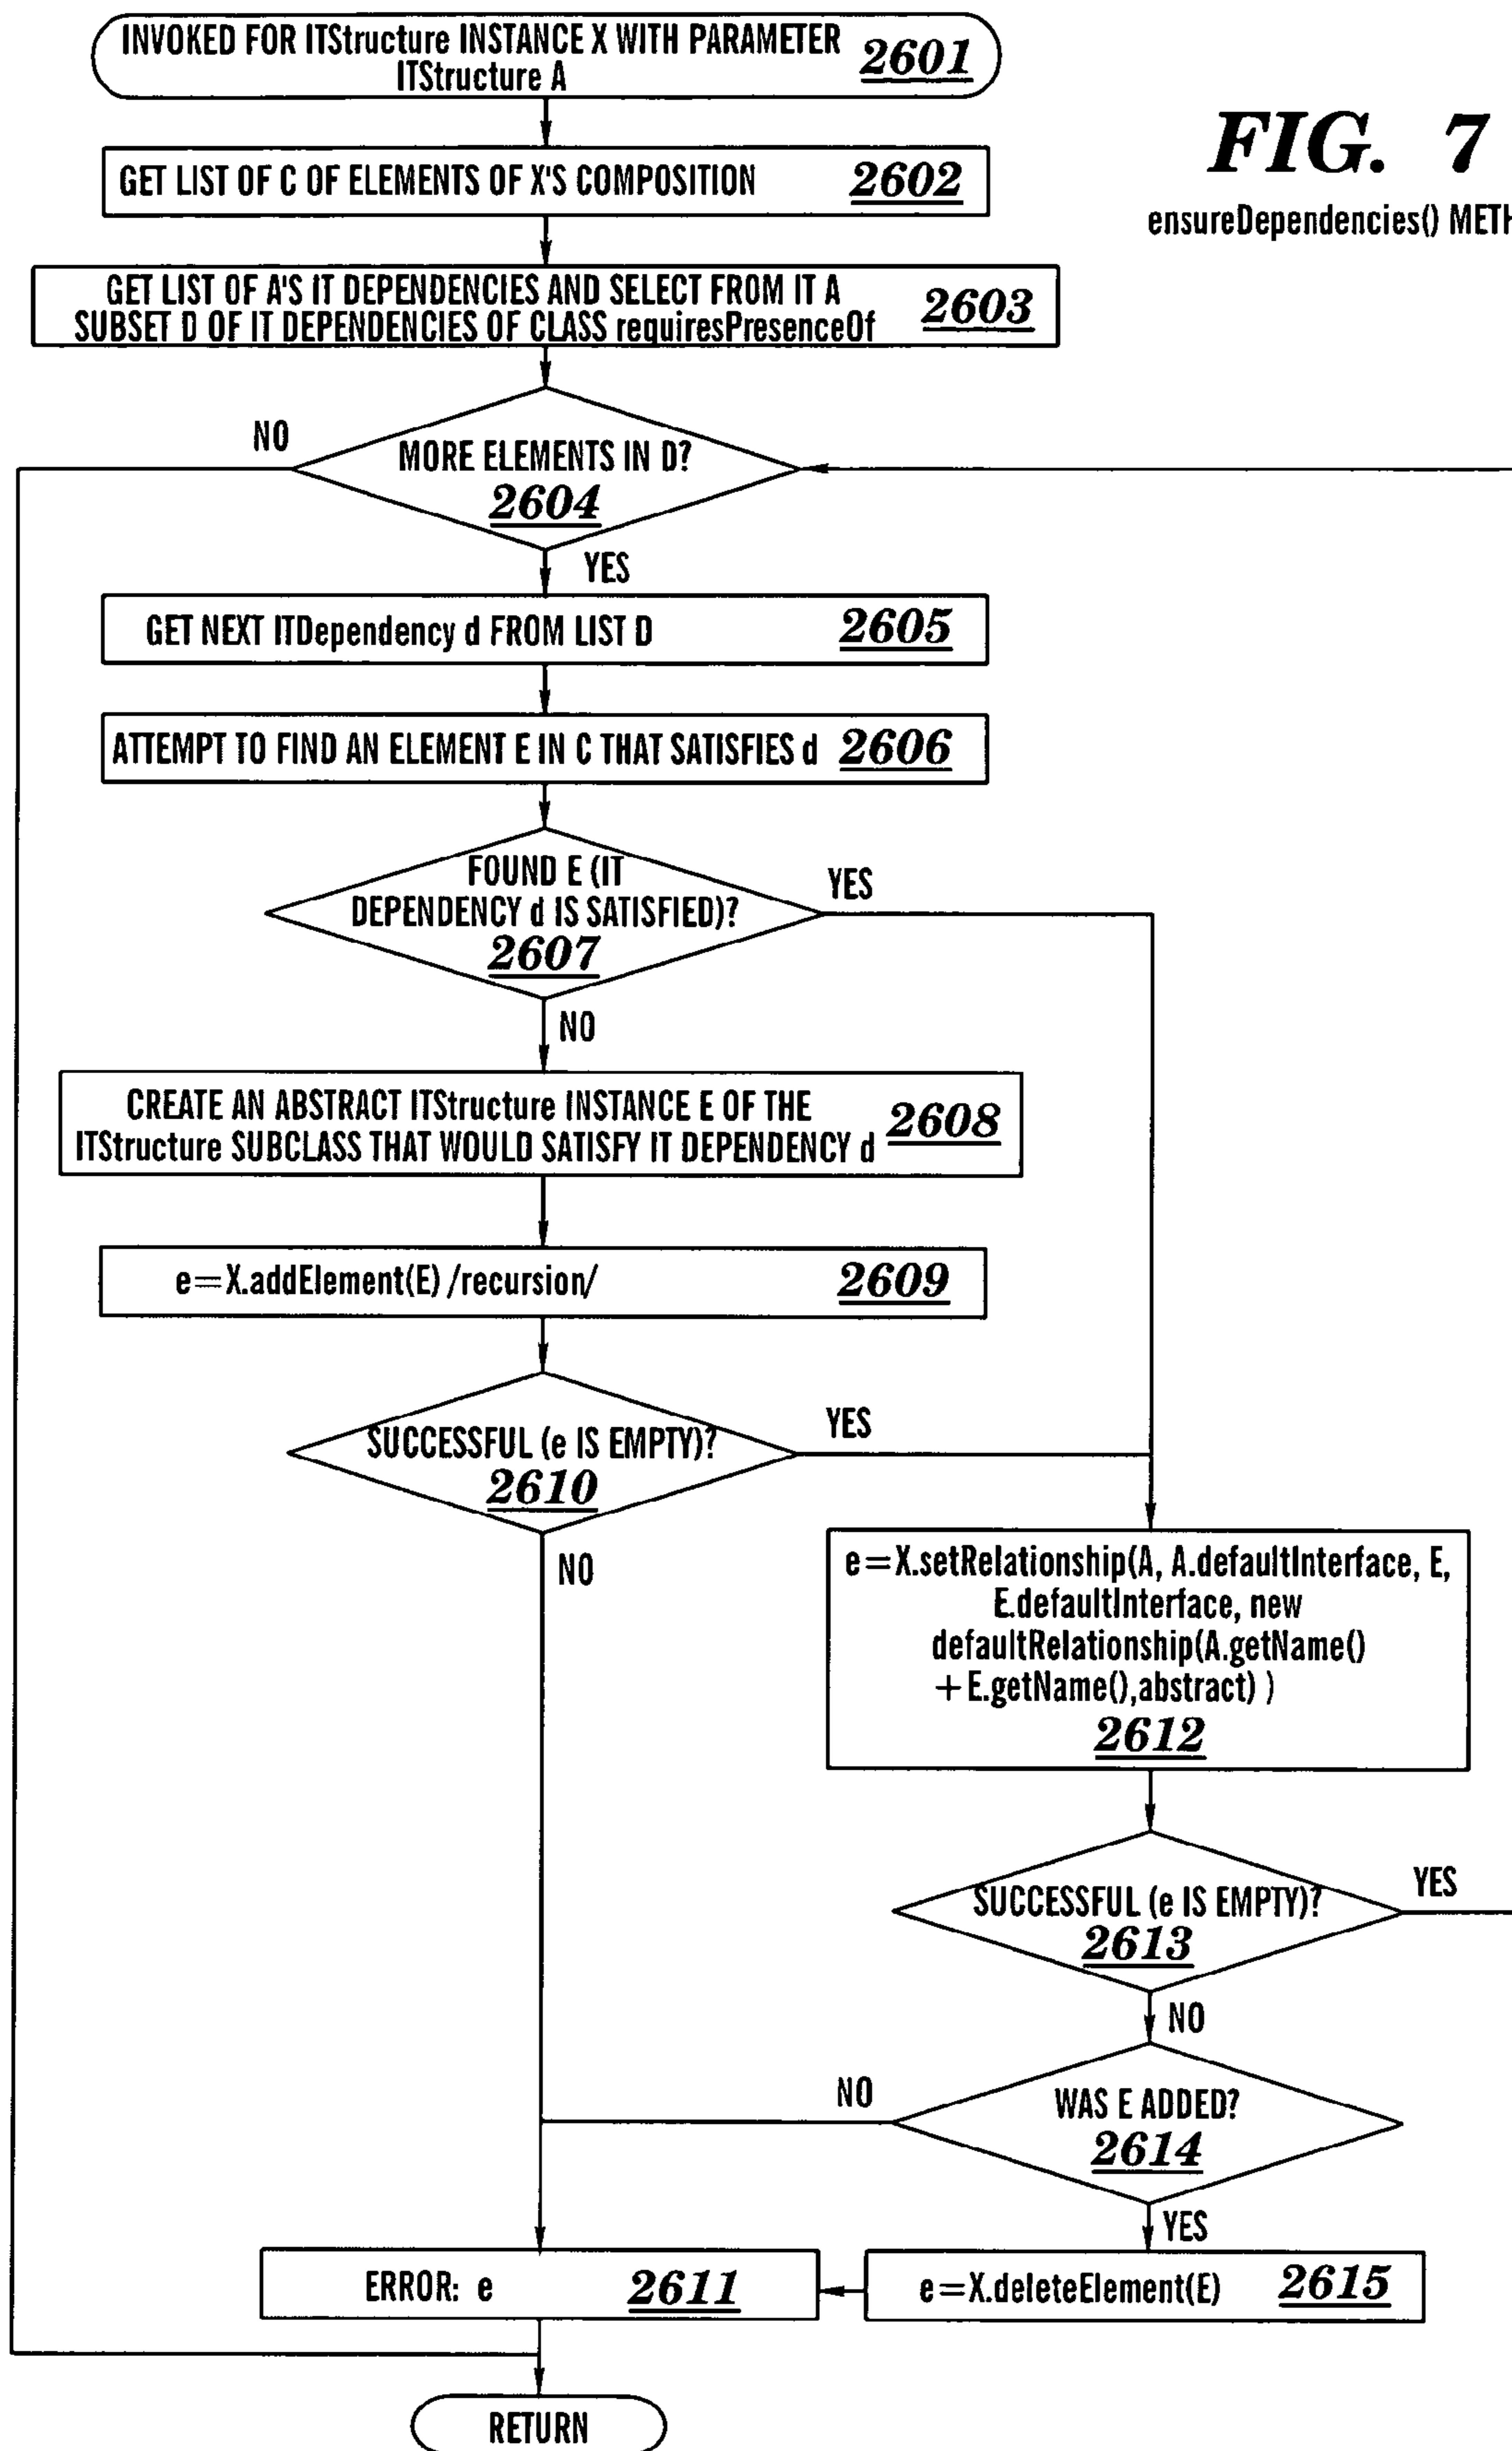 INVOKED FOR ITStructure INSTANCE X WITH PARAMETER
ITStructure A
2601
FIG. 7
ensureDependencies()
GET LIST OF C OF ELEMENTS OF X'S COMPOSITION 2602
GET LIST OF A'S IT DEPENDENCIES AND SELECT FROM IT A
SUBSET D OF IT DEPENDENCIES OF CLASS requiresPresenceOf
2603
NO
MORE ELEMENTS IN D?
2604
YES
GET NEXT ITDependency d FROM LIST D 2605
ATTEMPT TO FIND AN ELEMENT E IN C THAT SATISFIES d 2606
FOUND E (IT
DEPENDENCY d IS SATISFIED)?
2607
YES
NO
CREATE AN ABSTRACT ITStructure INSTANCE E OF THE
ITStructure SUBCLASS THAT WOULD SATISFY IT DEPENDENCY d
2608
e=X.addElement(E) /recursion/ 2609
SUCCESSFUL (e IS EMPTY)?
2610
YES
NO
e=X.setRelationship(A, A.defaultInterface, E,
E.defaultInterface, new
defaultRelationship(A.getName()
+E.getName(),abstract) )
2612
SUCCESSFUL (e IS EMPTY)?
2613
YES
NO
WAS E ADDED?
2614
NO
YES
ERROR: e 2611
e=X.deleteElement(E) 2615
RETURN